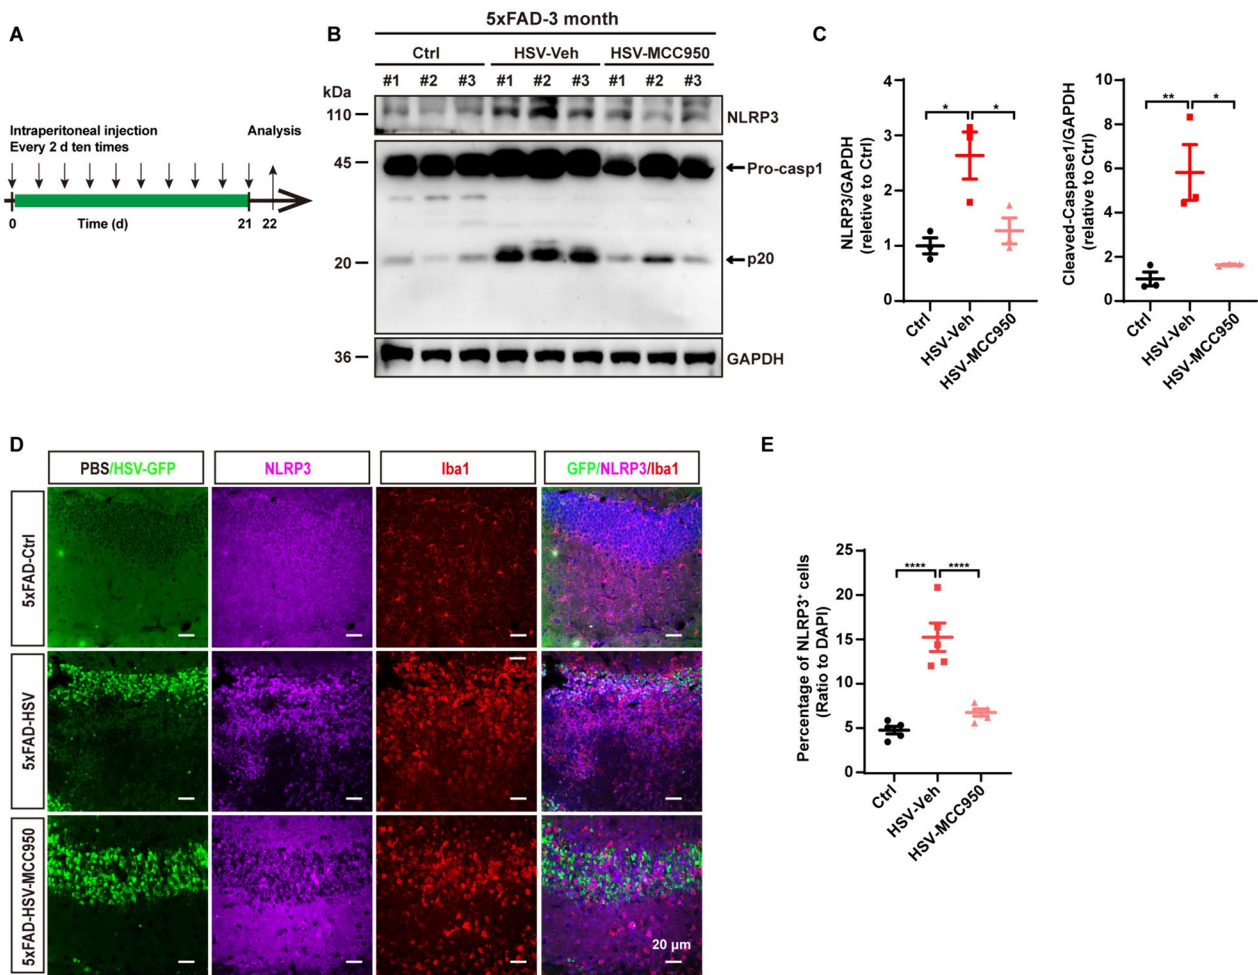 A
Intraperitoneal injection
Every 2 d ten times
Analysis
0
Time (d)
21
22
B
5xFAD-3 month
Ctrl
HSV-Veh
HSV-MCC950
#1 #2 #3 #1 #2 #3 #1 #2 #3
kDa
110
NLRP3
45
Pro-casp1
20
p20
36
GAPDH
C
NLRP3/GAPDH
(reletive to Ctrl)
4
3
2
1
0
* *
Ctrl
HSV-Veh
HSV-MCC950
Cleaved-Caspase1/GAPDH
(relative to Ctrl)
10
8
6
4
2
0
** *
Ctrl
HSV-Veh
HSV-MCC950
D
PBS/HSV-GFP
NLRP3
Iba1
GFP/NLRP3/Iba1
5xFAD-Ctrl
5xFAD-HSV
5xFAD-HSV-MCC950
20 μm
E
Percentage of NLRP3⁺ cells
(Ratio to DAPI)
25
20
15
10
5
0
**** ****
Ctrl
HSV-Veh
HSV-MCC950